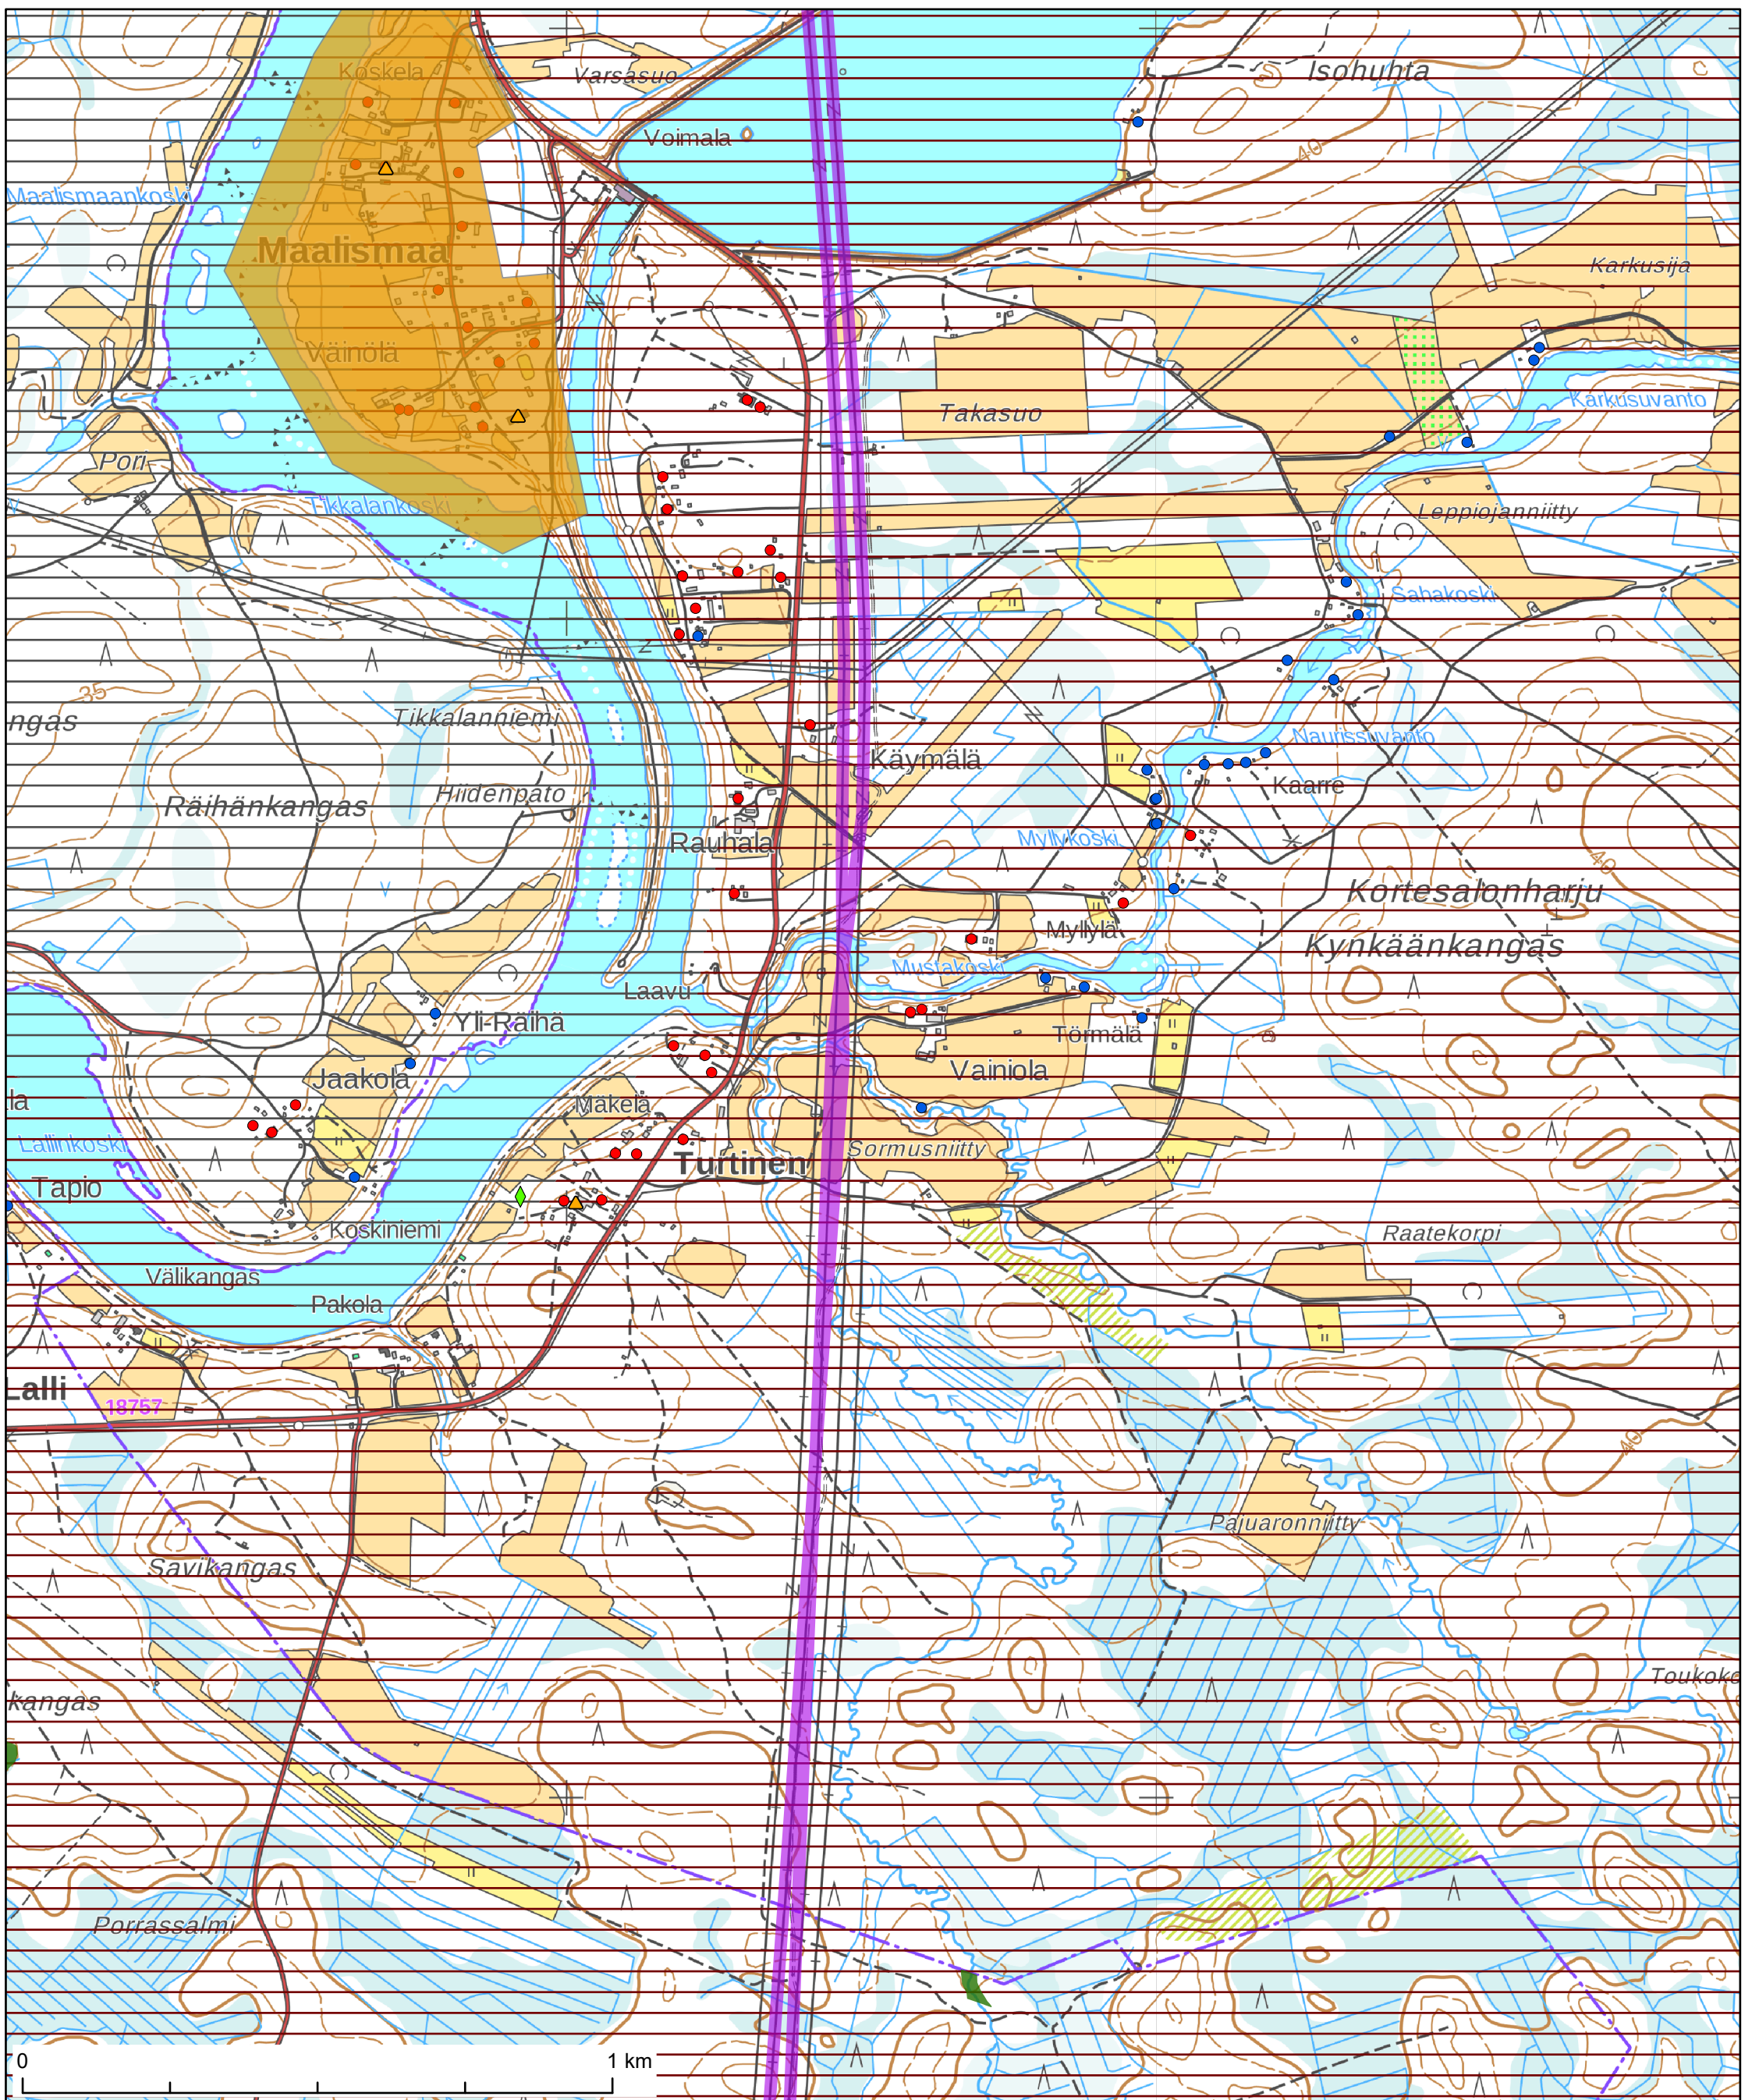 Koskela
Varsasuo
Isohuhta
Voimala
40
Maalismaankoski
Maalismaa
Karkusija
Väinölä
Karkusuvanto
Takasuo
Pori
Tikkalankoski
Leppiojanniitty
Sahakoski
35
ngas
Tikkalanniemi
Naurissuvanto
Käymälä
Kaarre
Hiidenpato
Räihänkangas
Rauhala
Myllykoski
40
Kortesalonharju
Myllylä
Kynkäänkangas
Mustakoski
Laavu
Yli-Räihä
Törmälä
Vainiola
Jaakola
la
Mäkelä
Lallinkoski
Sormusniitty
Turtinen
Tapio
Koskiniemi
Raatekorpi
Välikangas
Pakola
Lalli
18757
40
Pajuaronniitty
Savikangas
Toukoko
kangas
Porrassalmi
0 1 km